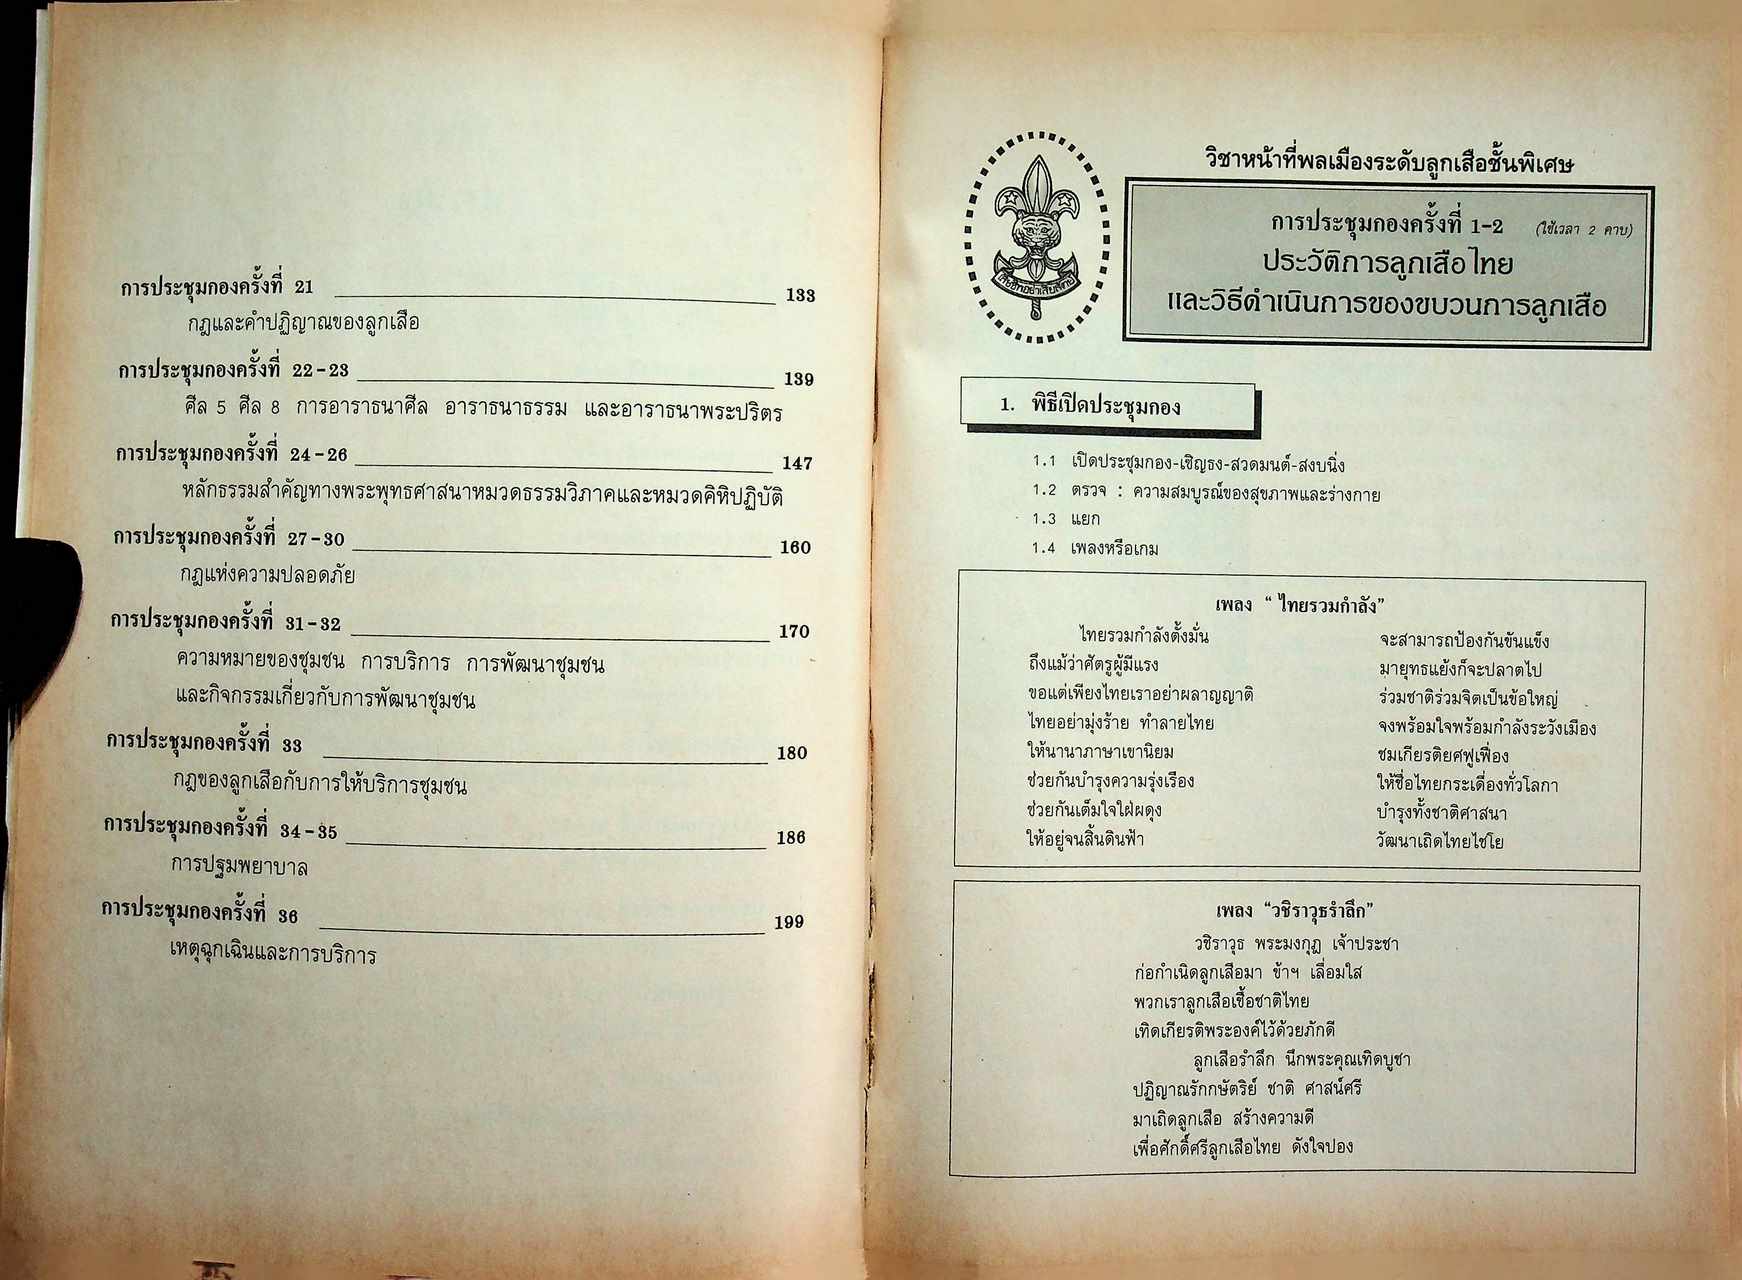 การประชุมกองครั้งที่ 21 133
กฎและคำปฏิญาณของลูกเสือ
การประชุมกองครั้งที่ 22-23 139
ศีล 5 ศีล 8 การอาราธนาศีล อาราธนาธรรม และอาราธนาพระปริตร
การประชุมกองครั้งที่ 24-26 147
หลักธรรมสำคัญทางพระพุทธศาสนาหมวดธรรมวิภาคและหมวดคิหิปฏิบัติ
การประชุมกองครั้งที่ 27-30 160
กฎแห่งความปลอดภัย
การประชุมกองครั้งที่ 31-32 170
ความหมายของชุมชน การบริการ การพัฒนาชุมชน
และกิจกรรมเกี่ยวกับการพัฒนาชุมชน
การประชุมกองครั้งที่ 33 180
กฎของลูกเสือกับการให้บริการชุมชน
การประชุมกองครั้งที่ 34-35 186
การปฐมพยาบาล
การประชุมกองครั้งที่ 36 199
เหตุฉุกเฉินและการบริการ
เสียชีพอย่าเสียสัตย์
วิชาหน้าที่พลเมืองระดับลูกเสือชั้นพิเศษ
การประชุมกองครั้งที่ 1-2 (ใช้เวลา 2 คาบ)
ประวัติการลูกเสือไทย
และวิธีดำเนินการของขบวนการลูกเสือ
1. พิธีเปิดประชุมกอง
1.1 เปิดประชุมกอง-เชิญธง-สวดมนต์-สงบนิ่ง
1.2 ตรวจ : ความสมบูรณ์ของสุขภาพและร่างกาย
1.3 แยก
1.4 เพลงหรือเกม
เพลง “ ไทยรวมกำลัง”
ไทยรวมกำลังตั้งมั่น จะสามารถป้องกันขันแข็ง
ถึงแม้ว่าศัตรูผู้มีแรง มายุทธแย้งก็จะปลาตไป
ขอแต่เพียงไทยเราอย่าผลาญญาติ ร่วมชาติร่วมจิตเป็นข้อใหญ่
ไทยอย่ามุ่งร้าย ทำลายไทย จงพร้อมใจพร้อมกำลังระวังเมือง
ให้นานาภาษาเขานิยม ชมเกียรติยศฟูเฟื่อง
ช่วยกันบำรุงความรุ่งเรือง ให้ชื่อไทยกระเดื่องทั่วโลกา
ช่วยกันเต็มใจใฝ่ผดุง บำรุงทั้งชาติศาสนา
ให้อยู่จนสิ้นดินฟ้า วัฒนาเถิดไทยไชโย
เพลง “วชิราวุธรำลึก”
วชิราวุธ พระมงกุฎ เจ้าประชา
ก่อกำเนิดลูกเสือมา ข้าฯ เลื่อมใส
พวกเราลูกเสือเชื้อชาติไทย
เทิดเกียรติพระองค์ไว้ด้วยภักดี
ลูกเสือรำลึก นึกพระคุณเทิดบูชา
ปฏิญาณรักกษัตริย์ ชาติ ศาสน์ศรี
มาเถิดลูกเสือ สร้างความดี
เพื่อศักดิ์ศรีลูกเสือไทย ดังใจปอง